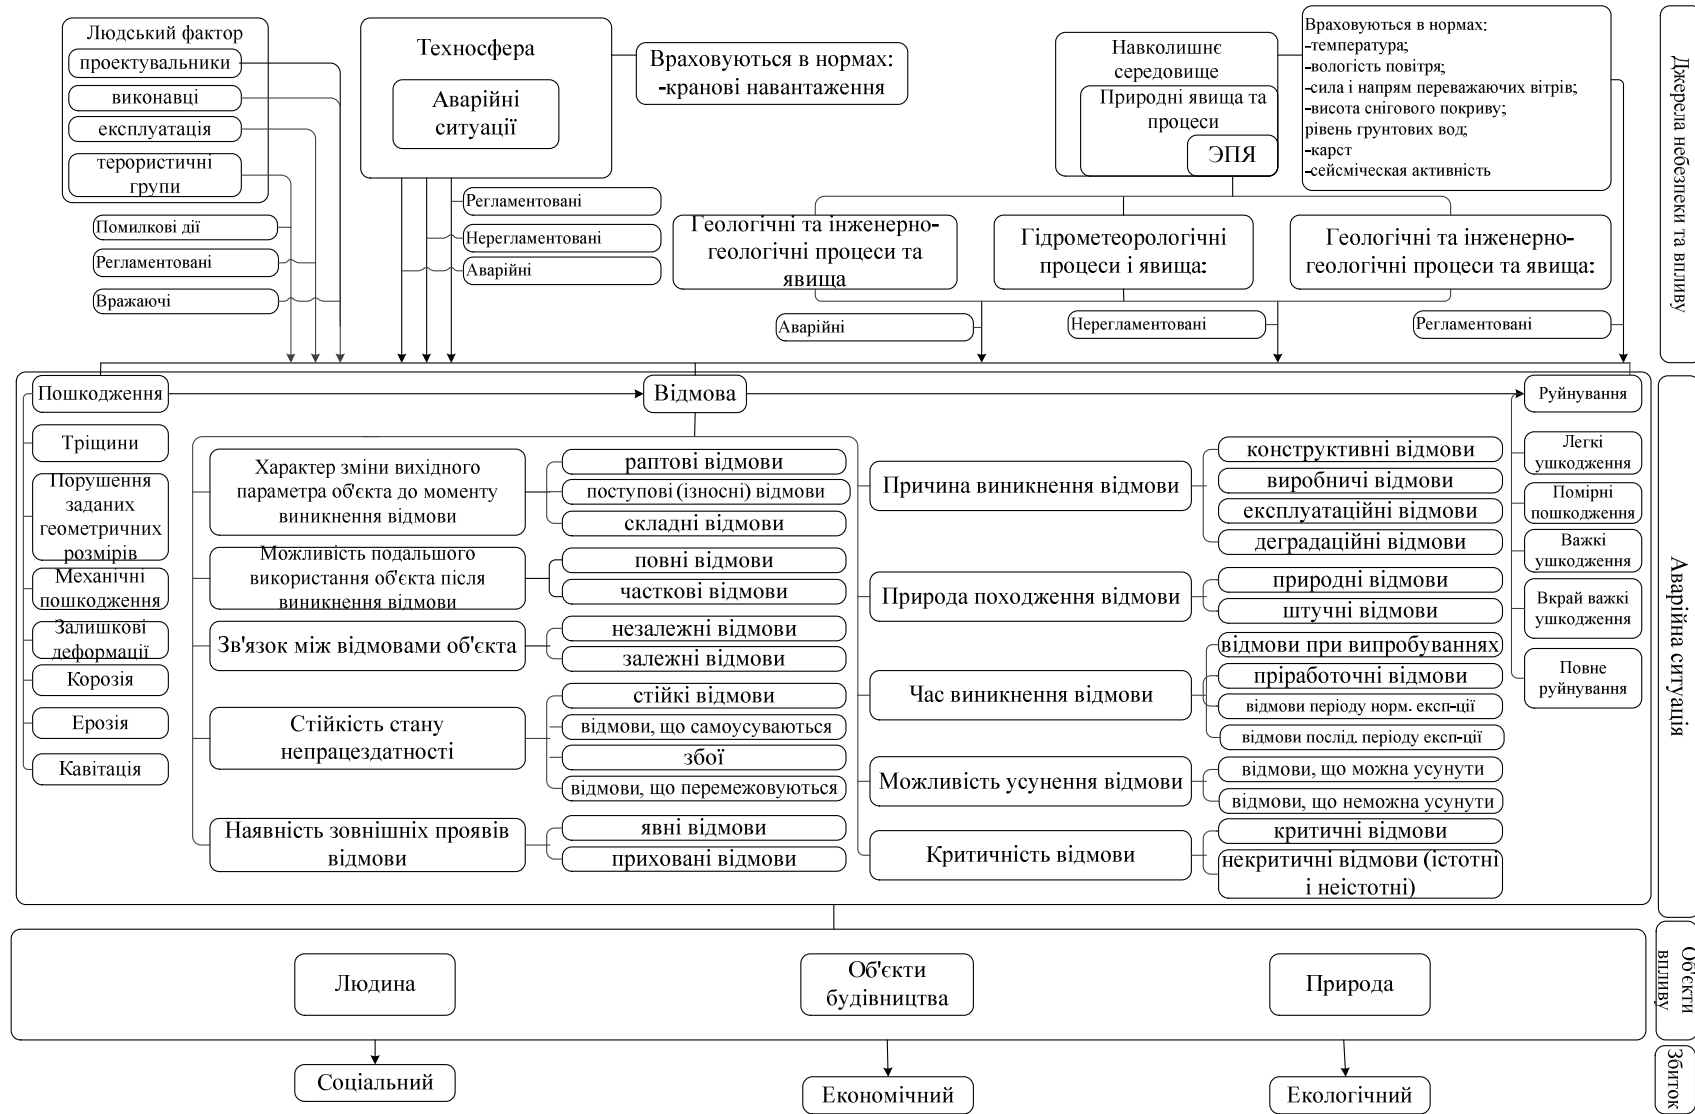 Людський фактор
проектувальники
виконавці
експлуатація
терористичні
групи
Помилкові дії
Регламентовані
Вражаючі
Техносфера
Аварійні
ситуації
Враховуються в нормах:
-кранові навантаження
Регламентовані
Нерегламентовані
Аварійні
Навколишнє
середовище
Природні явища та
процеси
ЭПЯ
Враховуються в нормах:
-температура;
-вологість повітря;
-сила і напрям переважаючих вітрів;
-висота снігового покриву;
рівень грунтових вод;
-карст
-сейсміческая активність
Геологічні та інженерно-
геологічні процеси та
явища
Гідрометеорологічні
процеси і явища:
Геологічні та інженерно-
геологічні процеси та явища:
Аварійні
Нерегламентовані
Регламентовані
Джерела небезпеки та впливу
Пошкодження
Відмова
Руйнування
Тріщини
Порушення
заданих
геометричних
розмірів
Механічні
пошкодження
Залишкові
деформації
Корозія
Ерозія
Кавітація
Характер зміни вихідного
параметра об'єкта до моменту
виникнення відмови
раптові відмови
поступові (ізносні) відмови
складні відмови
Можливість подальшого
використання об'єкта після
виникнення відмови
повні відмови
часткові відмови
Зв'язок між відмовами об'єкта
незалежні відмови
залежні відмови
Стійкість стану
непрацездатності
стійкі відмови
відмови, що самоусуваються
збої
відмови, що перемежовуються
Наявність зовнішніх проявів
відмови
явні відмови
приховані відмови
Причина виникнення відмови
конструктивні відмови
виробничі відмови
експлуатаційні відмови
деградаційні відмови
Природа походження відмови
природні відмови
штучні відмови
Час виникнення відмови
відмови при випробуваннях
пріработочні відмови
відмови періоду норм. експ-ції
відмови послід. періоду експ-ції
Можливість усунення відмови
відмови, що можна усунути
відмови, що неможна усунути
Критичність відмови
критичні відмови
некритичні відмови (істотні
і неістотні)
Легкі
ушкодження
Помірні
пошкодження
Важкі
ушкодження
Вкрай важкі
ушкодження
Повне
руйнування
Аварійна ситуація
Людина
Об'єкти
будівництва
Природа
Об'єкти
впливу
Соціальний
Економічний
Екологічний
Збиток